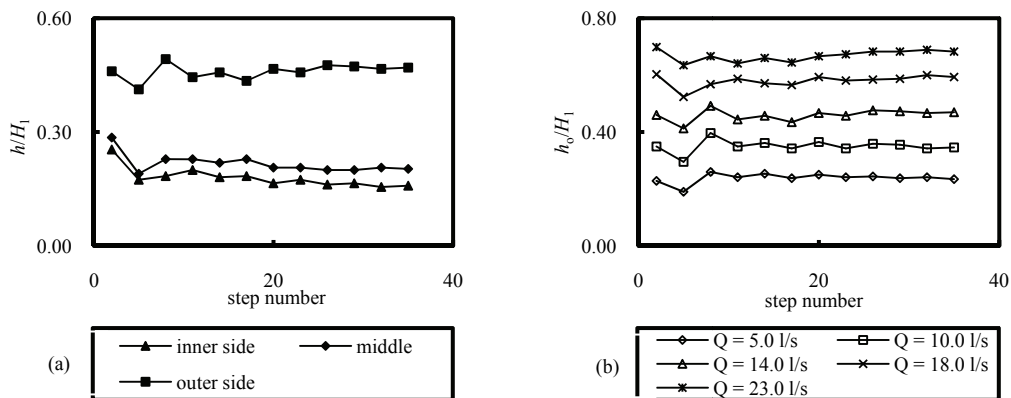 0.60
0.30
0.00
h/H1
0
20
40
step number
(a)
inner side
middle
outer side
0.80
0.40
0.00
ho/H1
0
20
40
step number
(b)
Q = 5.0 l/s
Q = 10.0 l/s
Q = 14.0 l/s
Q = 18.0 l/s
Q = 23.0 l/s